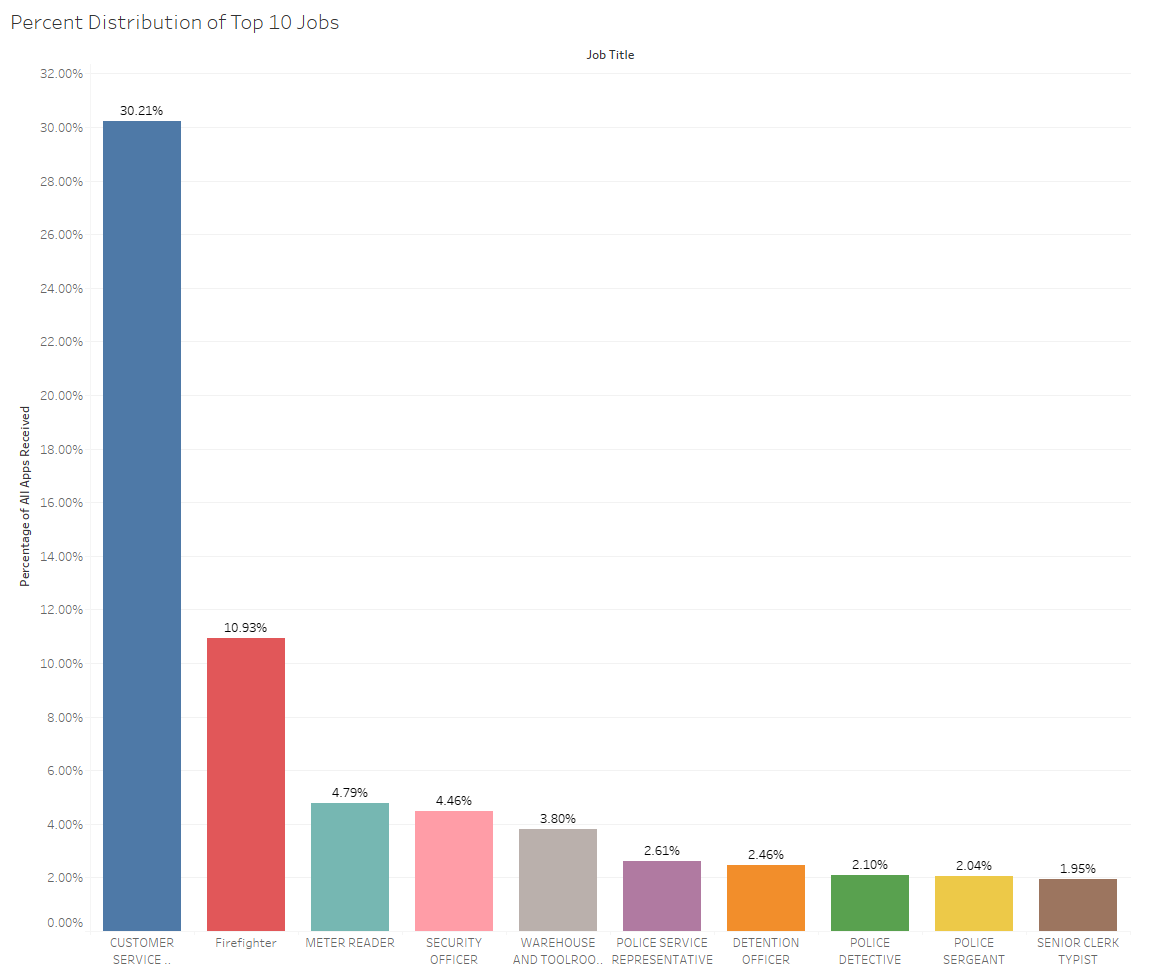 Percent Distribution of Top 10 Jobs
Job Title
Percentage of All Apps Received
32.00%
30.00%
28.00%
26.00%
24.00%
22.00%
20.00%
18.00%
16.00%
14.00%
12.00%
10.00%
8.00%
6.00%
4.00%
2.00%
0.00%
30.21%
10.93%
4.79%
4.46%
3.80%
2.61%
2.46%
2.10%
2.04%
1.95%
CUSTOMER
SERVICE ..
Firefighter
METER READER
SECURITY
OFFICER
WAREHOUSE
AND TOOLROO..
POLICE SERVICE
REPRESENTATIVE
DETENTION
OFFICER
POLICE
DETECTIVE
POLICE
SERGEANT
SENIOR CLERK
TYPIST